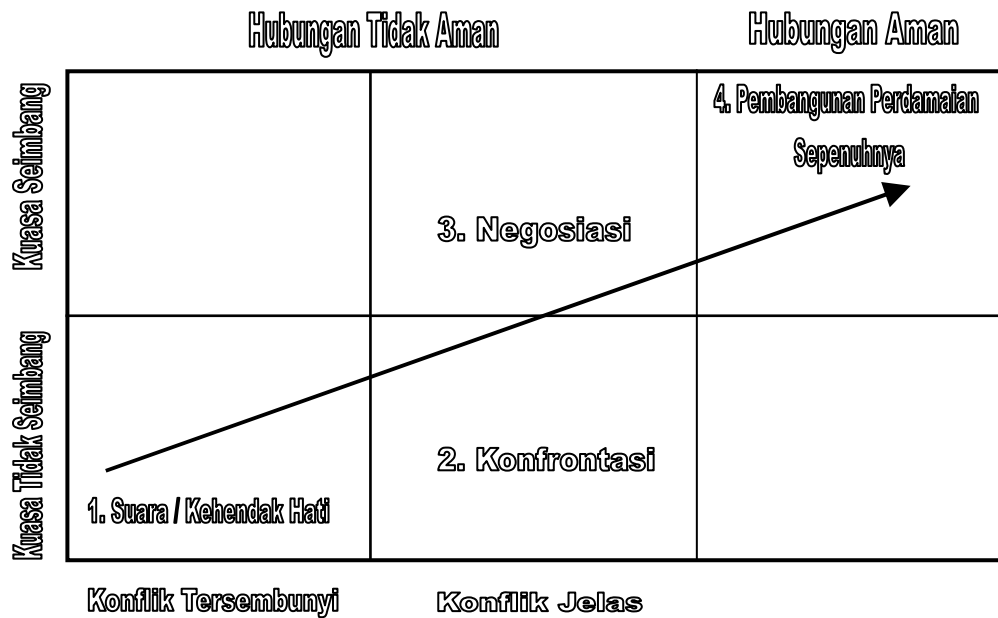 Hubungan Tidak Aman
Hubungan Aman
Kuasa Seimbang
4. Pembangunan Perdamaian
Sepenuhnya
3. Negosiasi
Kuasa Tidak Seimbang
2. Konfrontasi
1. Suara / Kehendak Hati
Konflik Tersembunyi
Konflik Jelas